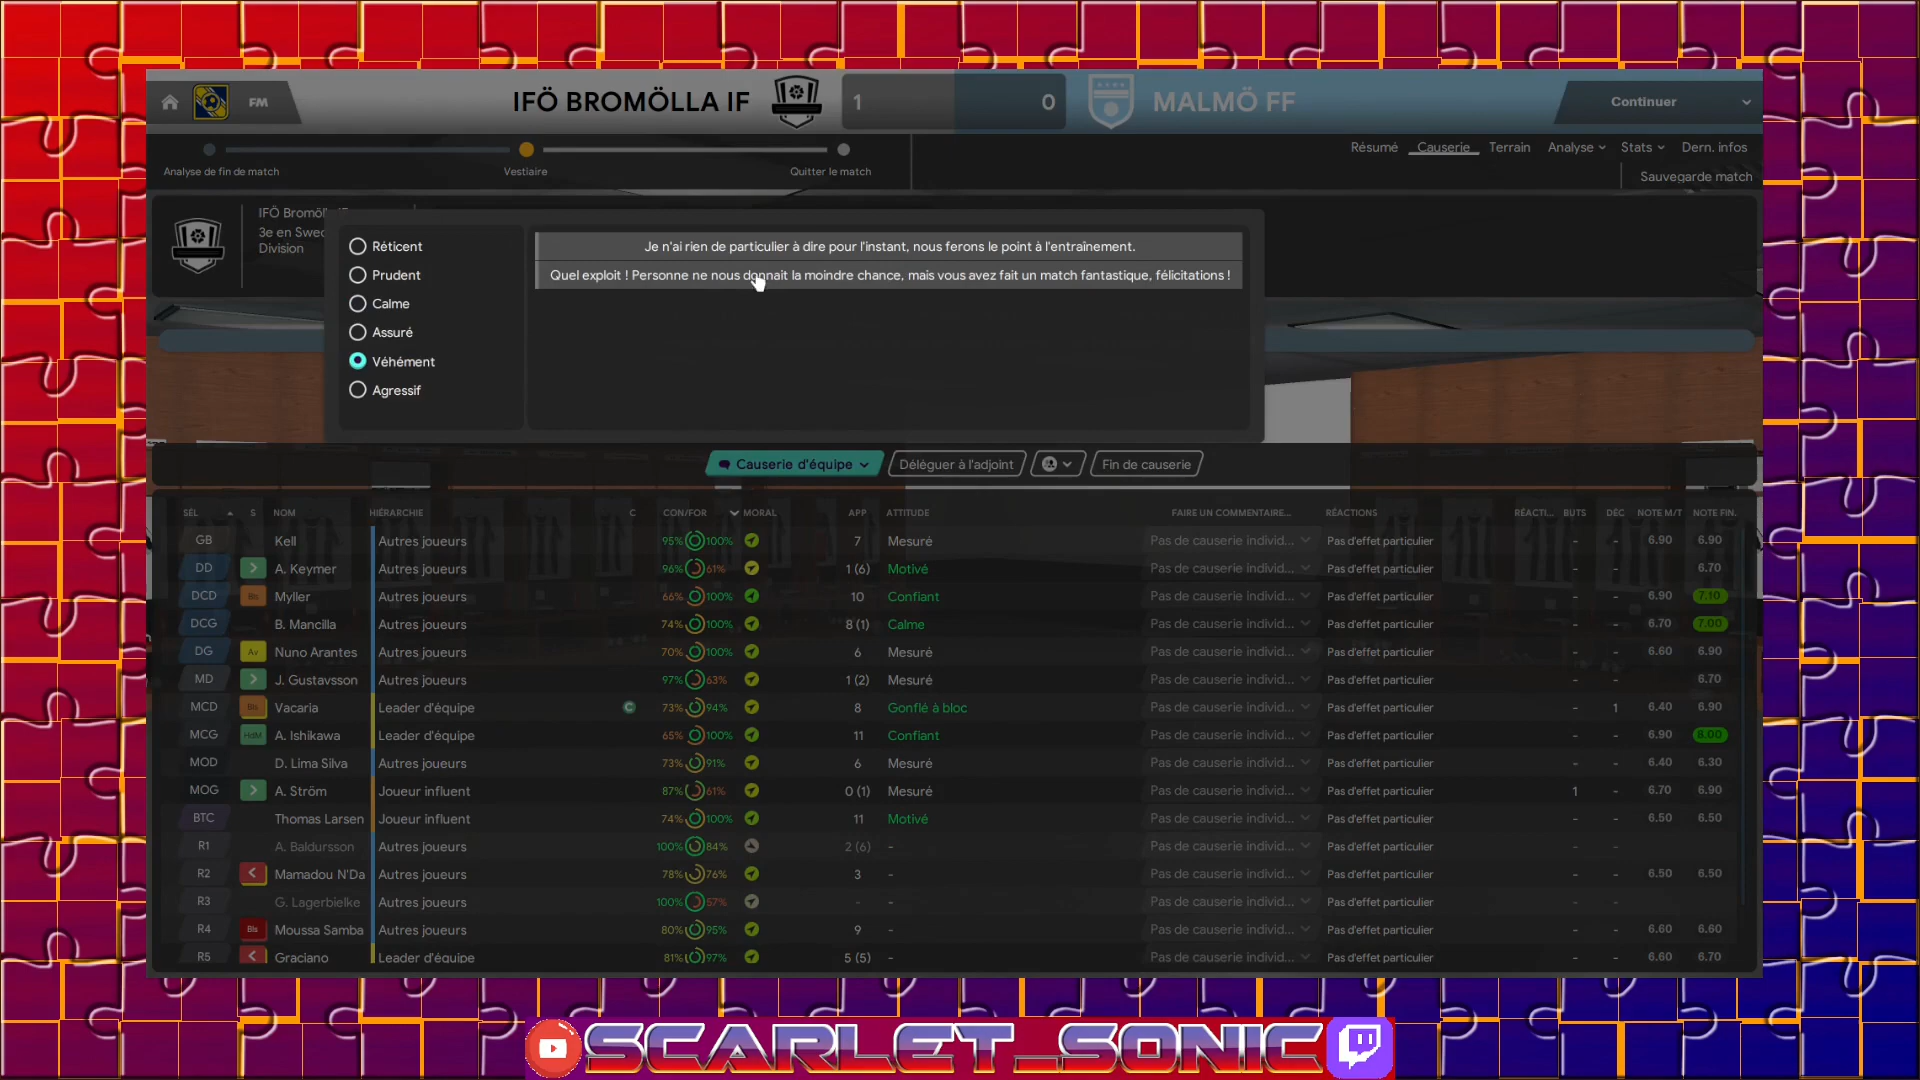 FM
IFÖ BROMÖLLA IF
1
0
MALMÖ FF
Continuer
Analyse de fin de match
Vestiaire
Quitter le match
Résumé
Causerie
Terrain
Analyse
Stats
Dern. infos
Sauvegarde match
3e en
Division
Réticent
Prudent
Calme
Assuré
Véhément
Agressif
Je n'ai rien de particulier à dire pour l'instant, nous ferons le point à l'entraînement.
Quel exploit ! Personne ne nous donnait la moindre chance, mais vous avez fait un match fantastique, félicitations !
Causerie d'équipe
Déléguer à l'adjoint
Fin de causerie
SÉL S NOM HIÉRARCHIE C CON/FOR MORAL APP ATTITUDE FAIRE UN COMMENTAIRE... RÉACTIONS RÉACTI... BUTS DÉC NOTE M/T NOTE FIN.
GB Kell Autres joueurs 95% 100% 7 Mesuré Pas de causerie individ... Pas d'effet particulier - - 6.90 6.90
DD A. Keymer Autres joueurs 96% 61% 1 (6) Motivé Pas de causerie individ... Pas d'effet particulier - - 6.70
DCD Bls Myller Autres joueurs 66% 100% 10 Confiant Pas de causerie individ... Pas d'effet particulier - - 6.90 7.10
DCG B. Mancilla Autres joueurs 74% 100% 8 (1) Calme Pas de causerie individ... Pas d'effet particulier - - 6.70 7.00
DG Av Nuno Arantes Autres joueurs 70% 100% 6 Mesuré Pas de causerie individ... Pas d'effet particulier - - 6.60 6.90
MD J. Gustavsson Autres joueurs 97% 63% 1 (2) Mesuré Pas de causerie individ... Pas d'effet particulier - - 6.70
MCD Bls Vacaria Leader d'équipe C 73% 94% 8 Gonflé à bloc Pas de causerie individ... Pas d'effet particulier - 1 6.40 6.90
MCG HdM A. Ishikawa Leader d'équipe 65% 100% 11 Confiant Pas de causerie individ... Pas d'effet particulier - - 6.90 8.00
MOD D. Lima Silva Autres joueurs 73% 91% 6 Mesuré Pas de causerie individ... Pas d'effet particulier - - 6.40 6.30
MOG A. Ström Joueur influent 87% 61% 0 (1) Mesuré Pas de causerie individ... Pas d'effet particulier 1 - 6.70 6.90
BTC Thomas Larsen Joueur influent 74% 100% 11 Motivé Pas de causerie individ... Pas d'effet particulier - - 6.50 6.50
R1 A. Baldursson Autres joueurs 100% 84% 2 (6) - Pas de causerie individ... Pas d'effet particulier - -
R2 Mamadou N'Da Autres joueurs 78% 76% 3 - Pas de causerie individ... Pas d'effet particulier - - 6.50 6.50
R3 G. Lagerbielke Autres joueurs 100% 57% - - Pas de causerie individ... Pas d'effet particulier - -
R4 Bls Moussa Samba Autres joueurs 80% 95% 9 - Pas de causerie individ... Pas d'effet particulier - - 6.60 6.60
R5 Graciano Leader d'équipe 81% 97% 5 (5) - Pas de causerie individ... Pas d'effet particulier - - 6.60 6.70
SCARLET_SONIC